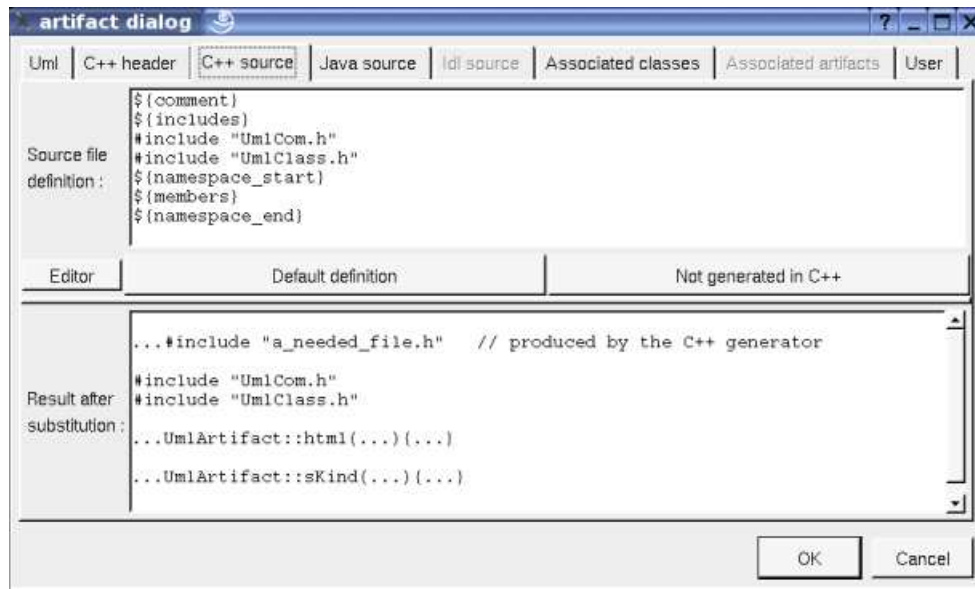 artifact dialog
Uml C++ header C++ source Java source Idl source Associated classes Associated artifacts User
Source file
definition :
${comment}
${includes}
#include "UmlCom.h"
#include "UmlClass.h"
${namespace_start}
${members}
${namespace_end}
Editor Default definition Not generated in C++
Result after
substitution :
...#include "a_needed_file.h" // produced by the C++ generator
#include "UmlCom.h"
#include "UmlClass.h"
...UmlArtifact::html(...){...}
...UmlArtifact::sKind(...){...}
OK Cancel